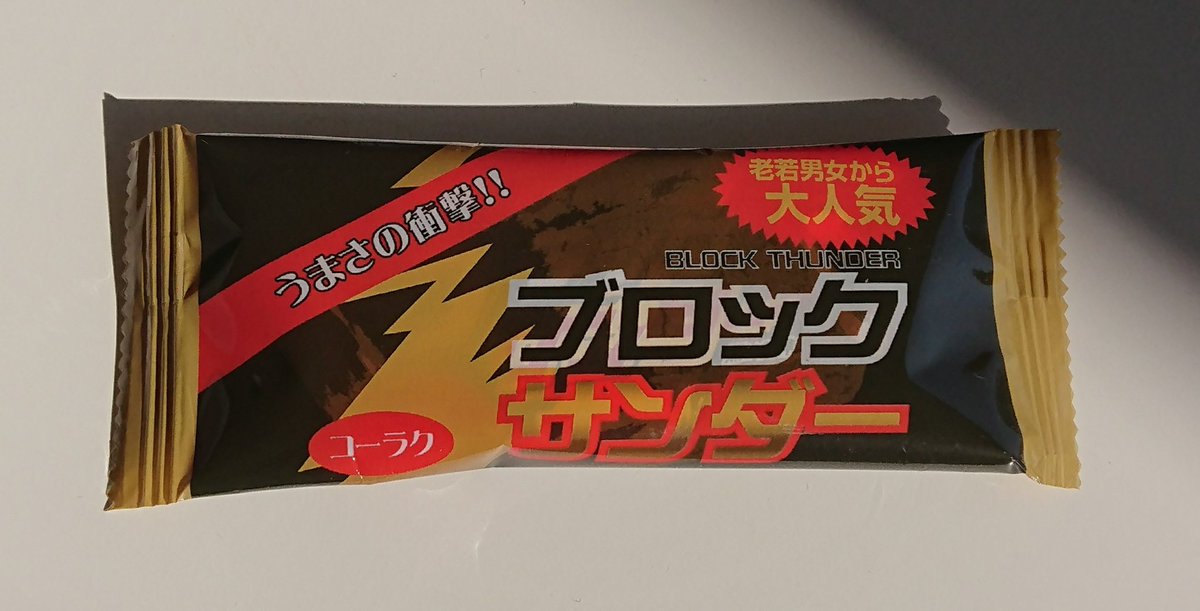 うまさの衝撃!!
老若男女から
大人気
BLOCK THUNDER
ブロック
サンダー
コーラク